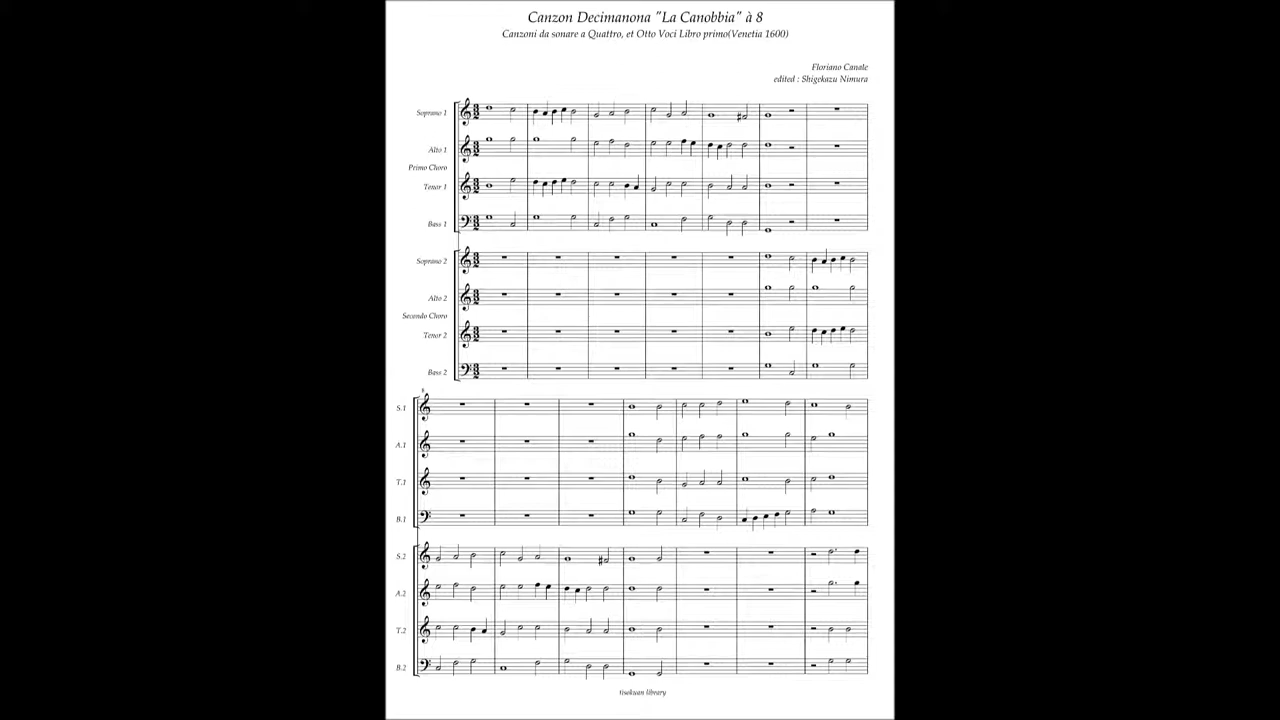 Canzon Decimanona "La Canobbia" à 8
Canzoni da sonare a Quattro, et Otto Voci Libro primo(Venetia 1600)
Floriano Canale
edited : Shigekazu Nimura
Soprano 1
Alto 1
Primo Choro
Tenor 1
Bass 1
Soprano 2
Alto 2
Secondo Choro
Tenor 2
Bass 2
8
S.1
A.1
T.1
B.1
S.2
A.2
T.2
B.2
library